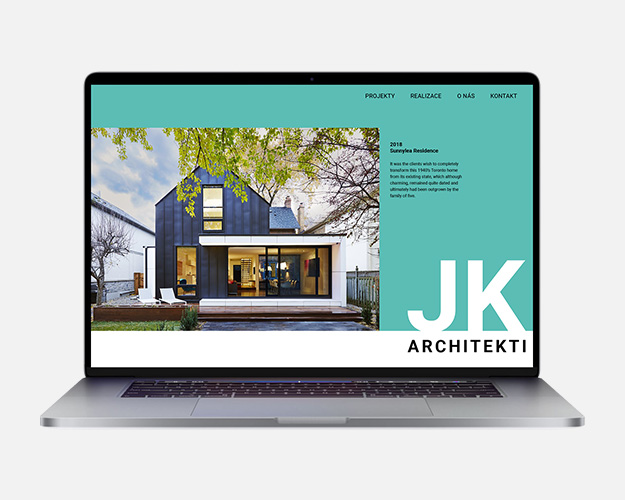 PROJEKTY REALIZACE O NÁS KONTAKT
2018
Sunnylea Residence
It was the clients wish to completely
transform this 1940's Toronto home
from its existing state, which although
charming, remained quite dated and
ultimately had been outgrown by the
family of five.
JK
ARCHITEKTI